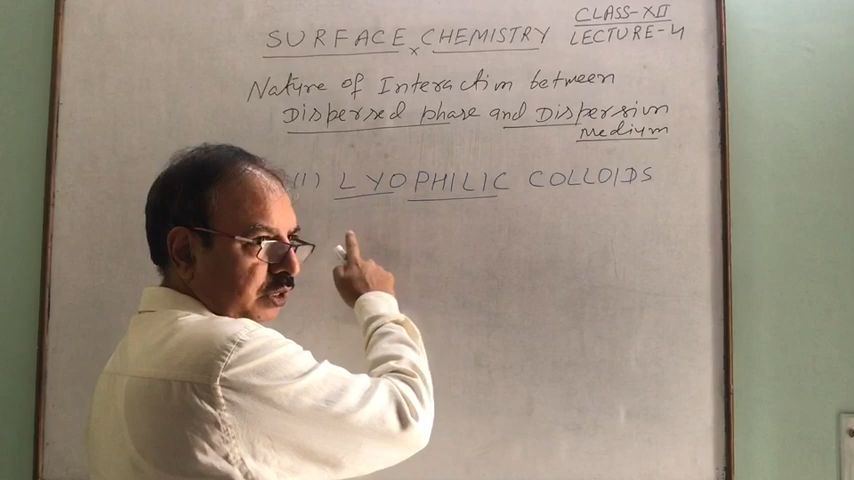 CLASS-XII
SURFACE CHEMISTRY LECTURE-4
Nature of Interaction between
Dispersed phase and Dispersion
Medium
(1) LYOPHILIC COLLOIDS